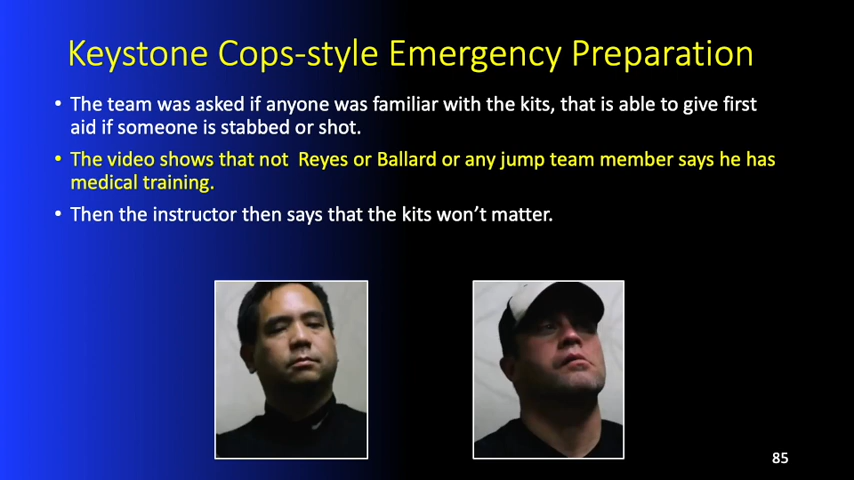 Keystone Cops-style Emergency Preparation
• The team was asked if anyone was familiar with the kits, that is able to give first
aid if someone is stabbed or shot.
• The video shows that not  Reyes or Ballard or any jump team member says he has
medical training.
• Then the instructor then says that the kits won’t matter.
85